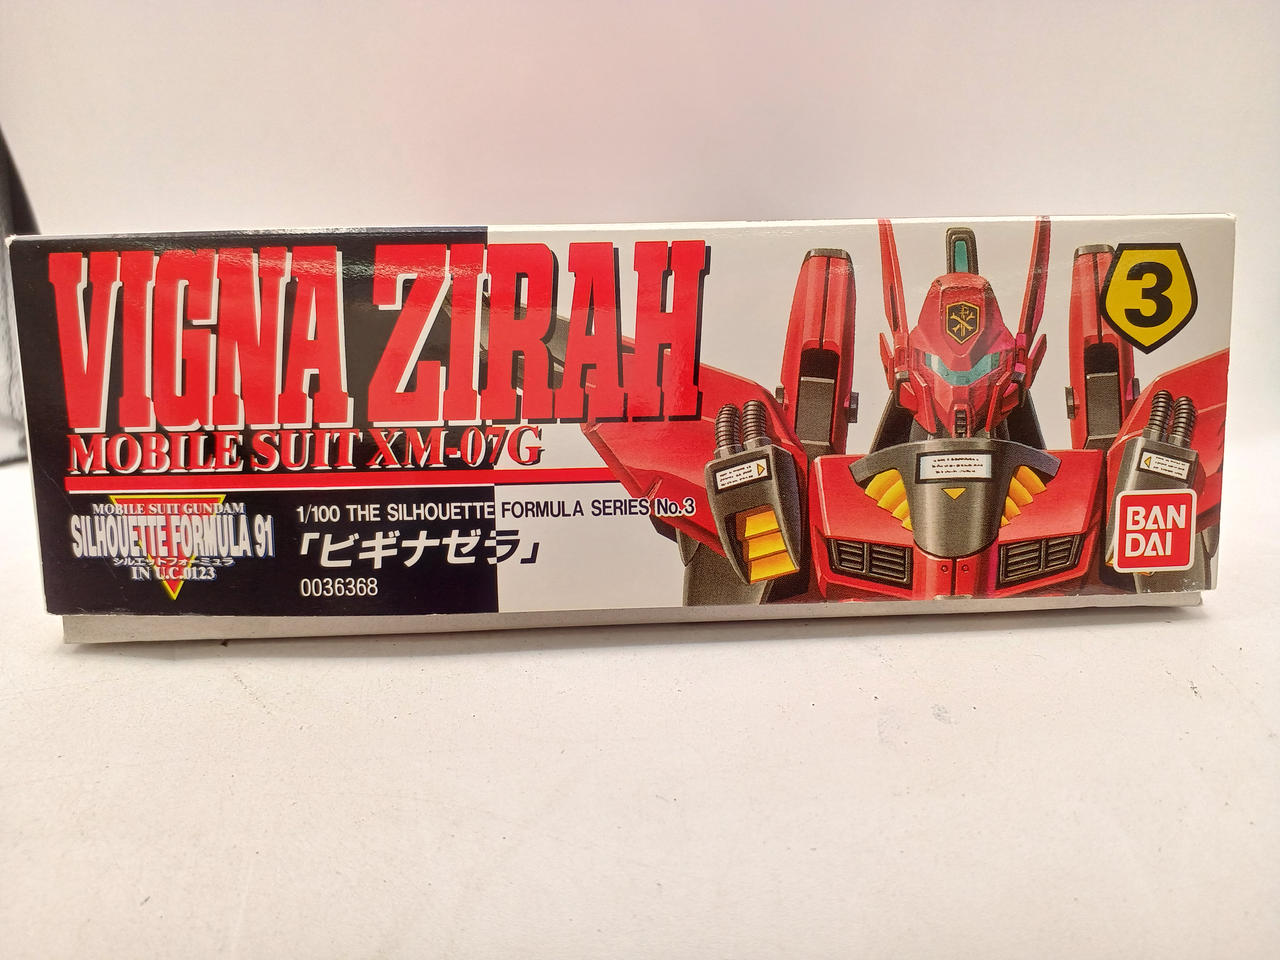 VIGNA ZIRAH
MOBILE SUIT XM-07G
MOBILE SUIT GUNDAM
SILHOUETTE FORMULA 91
シルエットフォーミュラ
IN U.C.0123
1/100 THE SILHOUETTE FORMULA SERIES No.3
「ビギナゼラ」
0036368
3
BAN
DAI